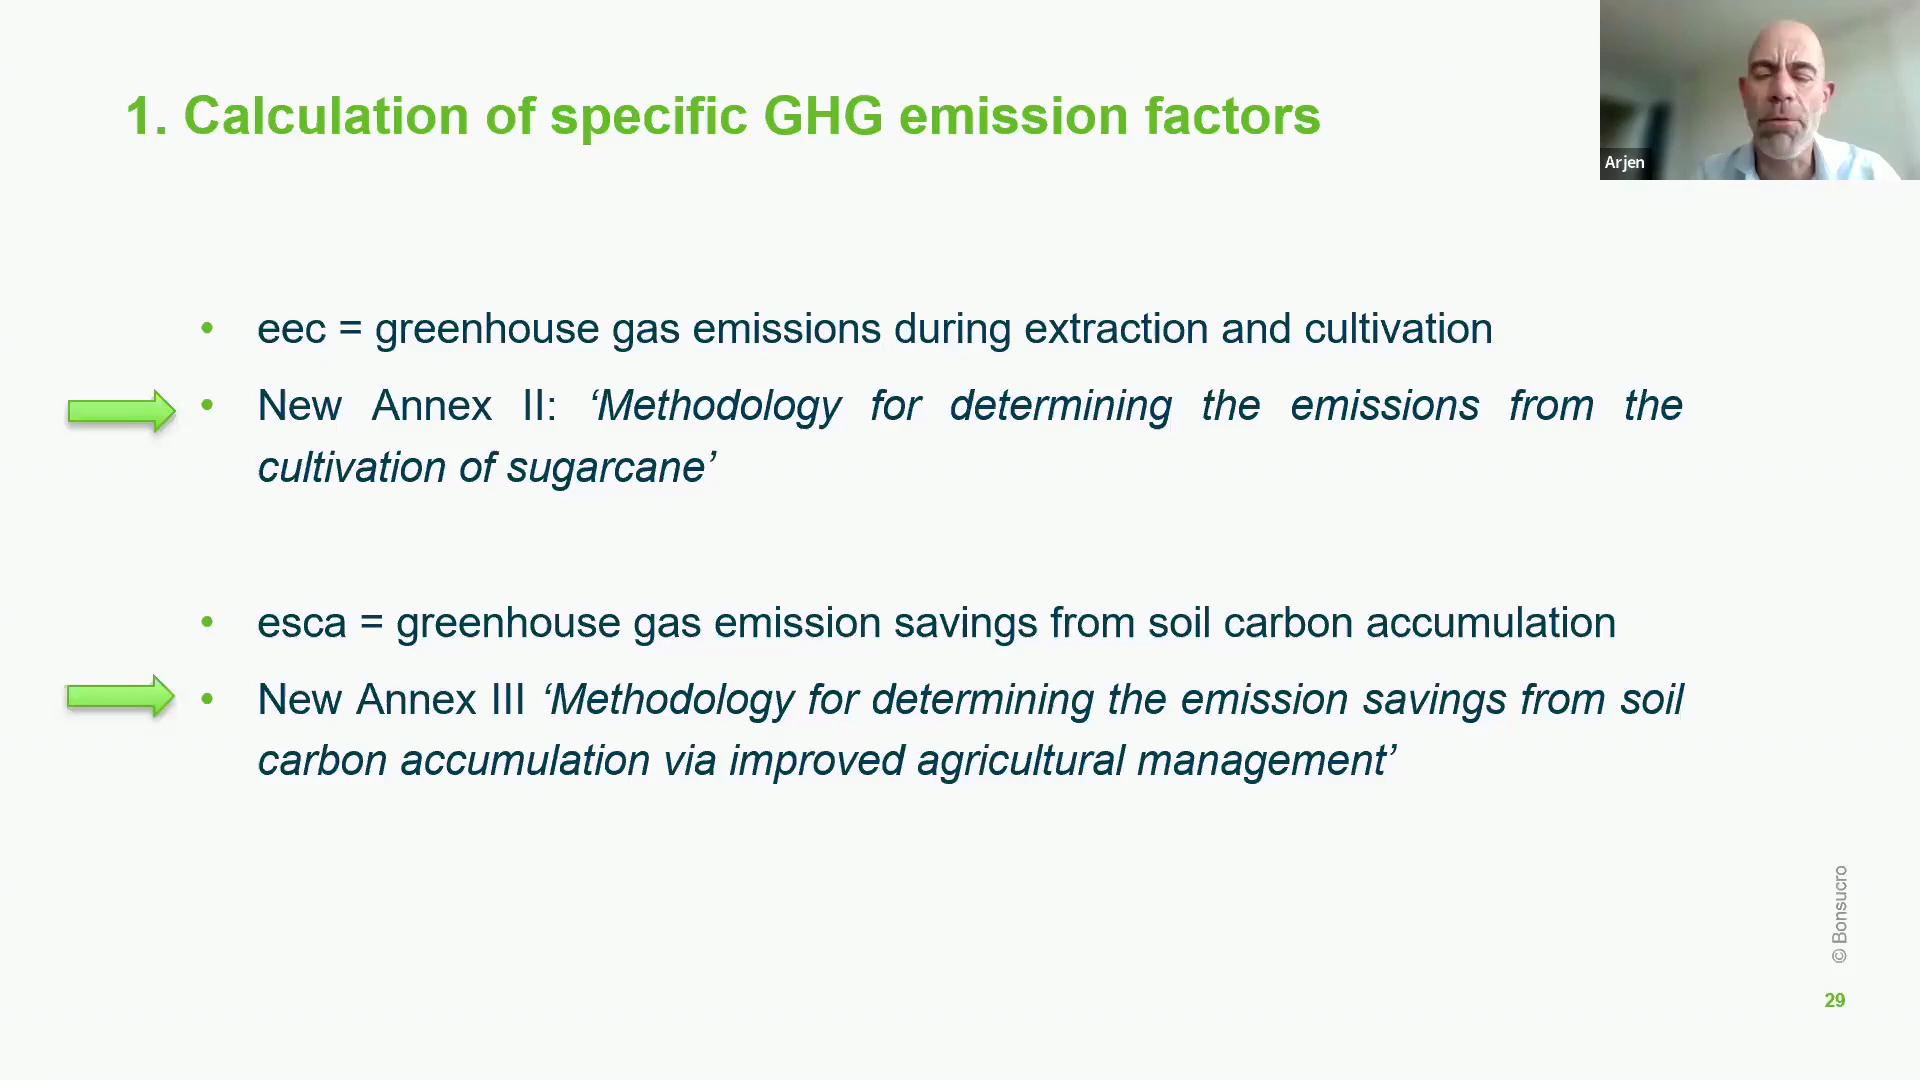 1. Calculation of specific GHG emission factors
Arjen
• eec = greenhouse gas emissions during extraction and cultivation
• New Annex II: ‘Methodology for determining the emissions from the
cultivation of sugarcane’
• esca = greenhouse gas emission savings from soil carbon accumulation
• New Annex III ‘Methodology for determining the emission savings from soil
carbon accumulation via improved agricultural management’
© Bonsucro
29